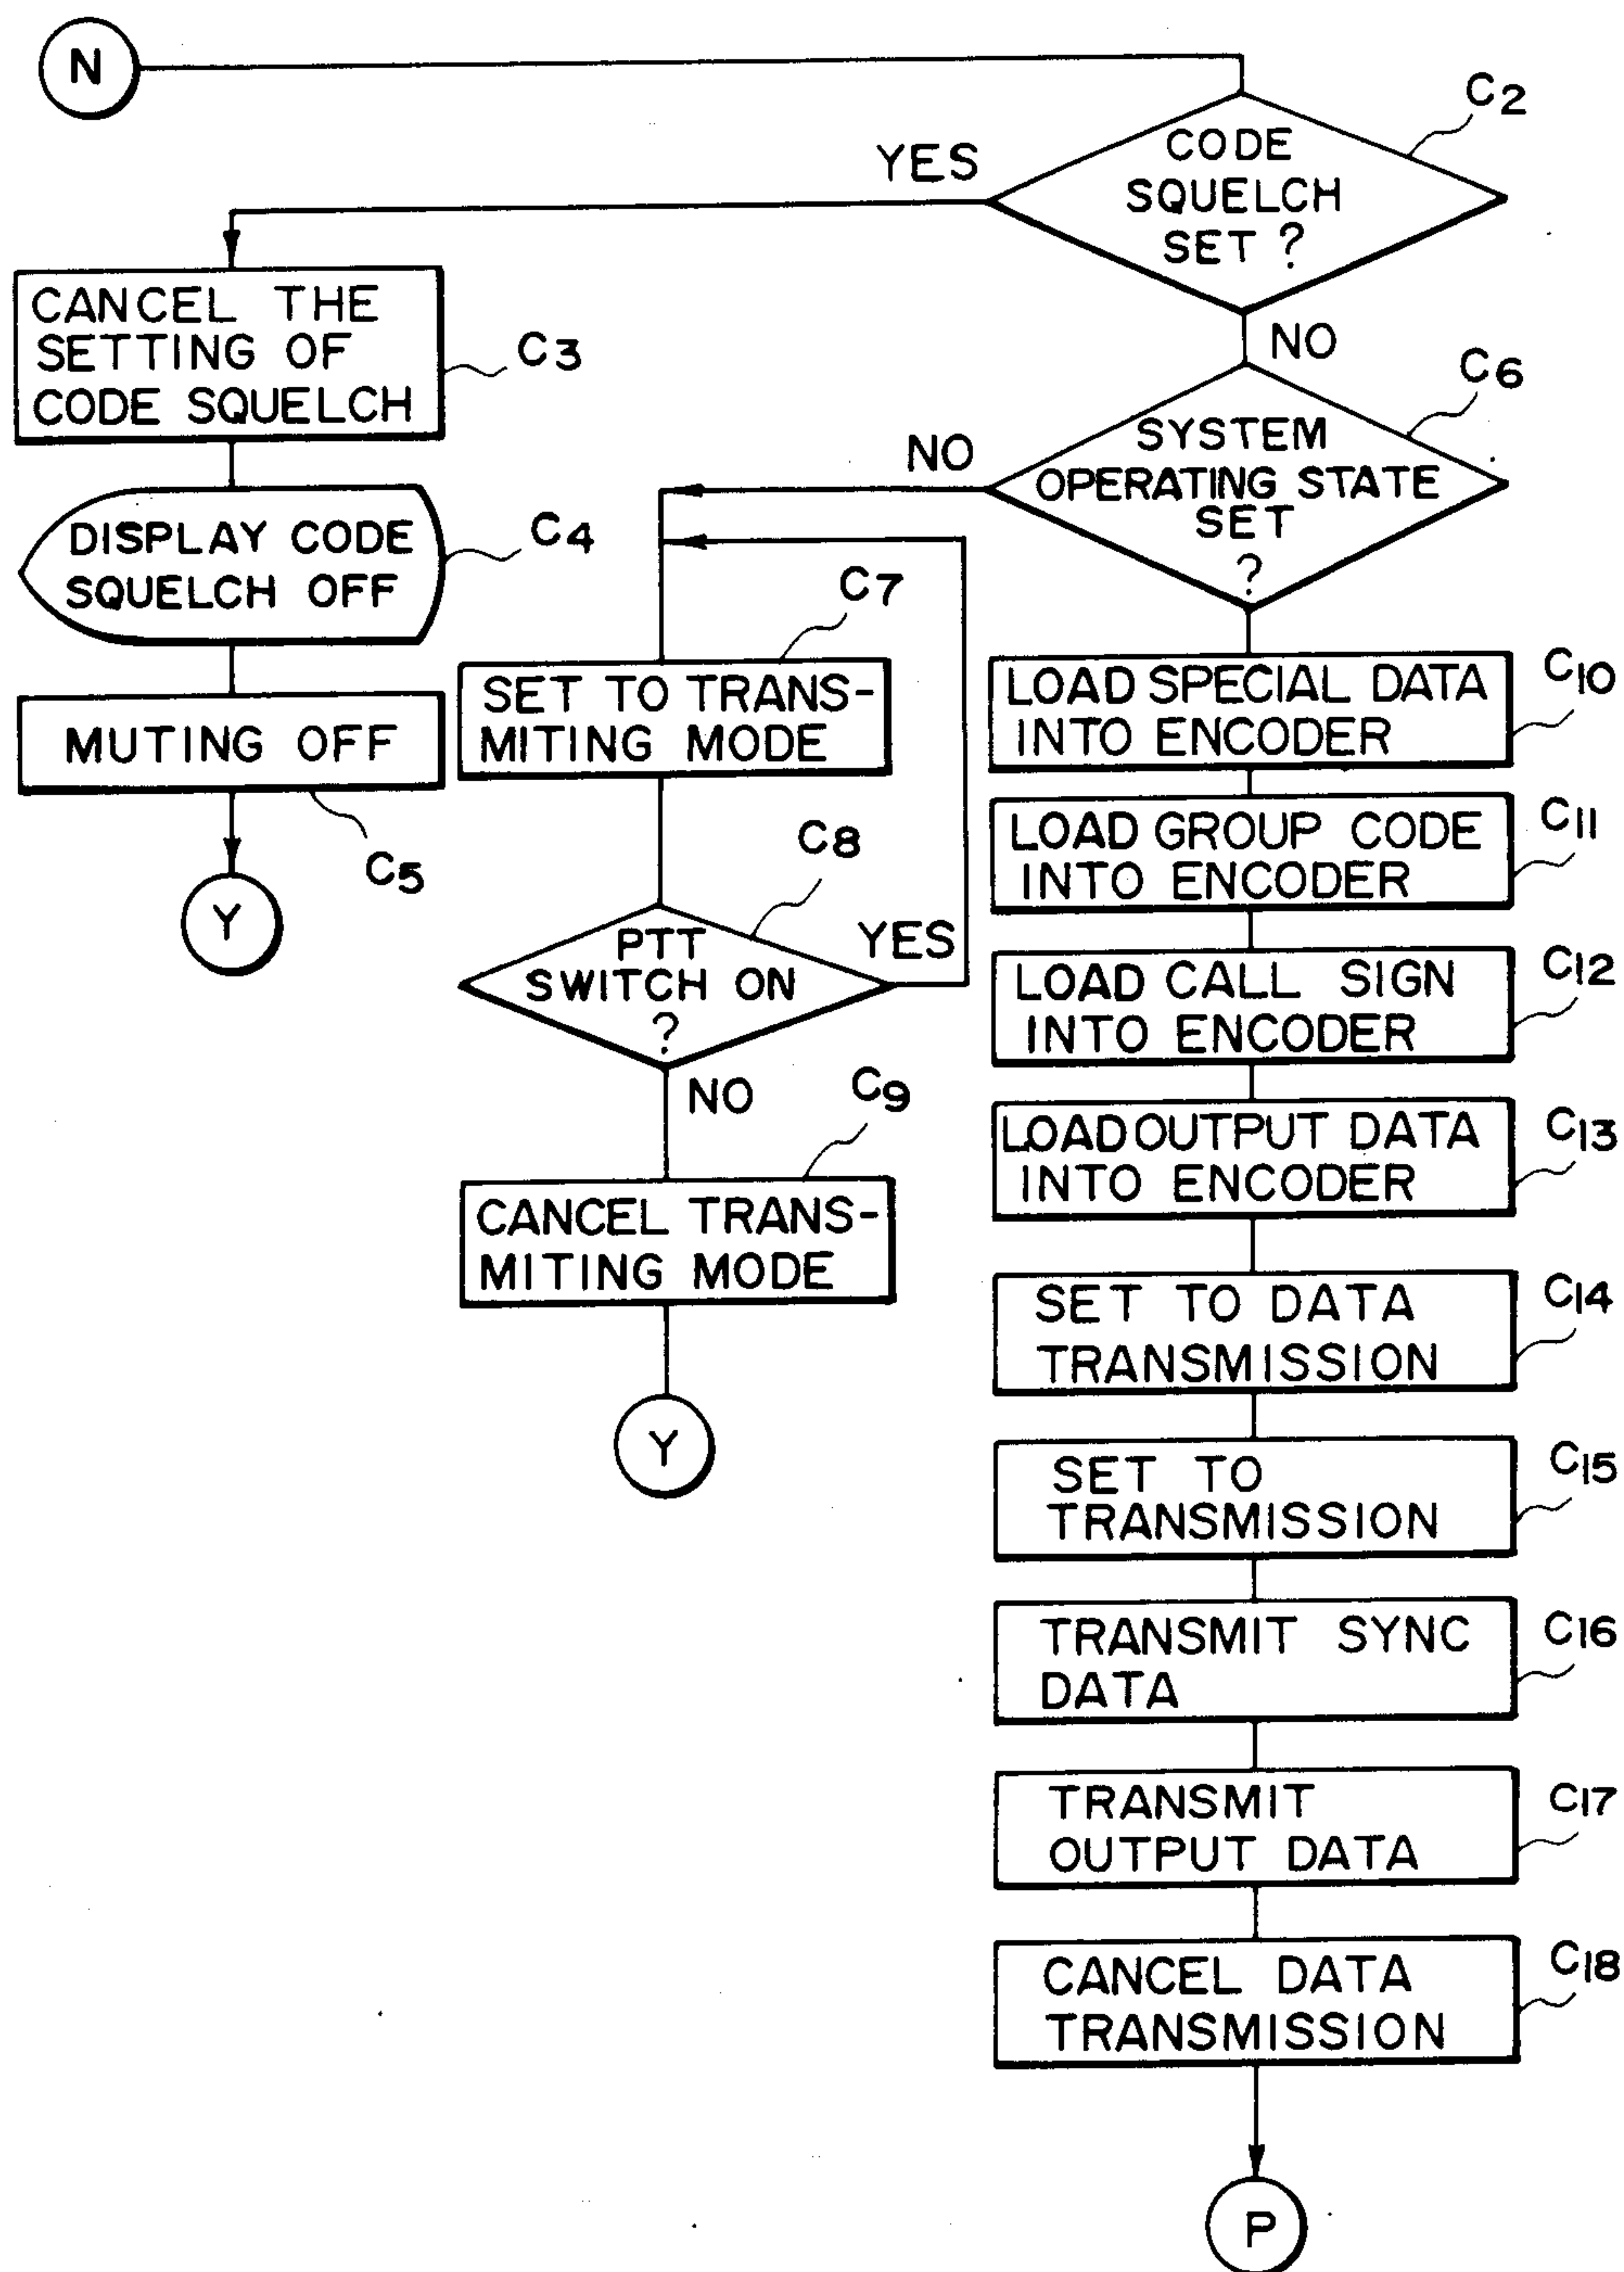 N
C2
CODE
SQUELCH
SET ?
YES
NO
CANCEL THE
SETTING OF
CODE SQUELCH
C3
DISPLAY CODE
SQUELCH OFF
C4
MUTING OFF
C5
Y
C6
SYSTEM
OPERATING STATE
SET
?
NO
C7
SET TO TRANS-
MITING MODE
C8
PTT
SWITCH ON
?
YES
NO
C9
CANCEL TRANS-
MITING MODE
Y
LOAD SPECIAL DATA
INTO ENCODER
C10
LOAD GROUP CODE
INTO ENCODER
C11
LOAD CALL SIGN
INTO ENCODER
C12
LOAD OUTPUT DATA
INTO ENCODER
C13
SET TO DATA
TRANSMISSION
C14
SET TO
TRANSMISSION
C15
TRANSMIT SYNC
DATA
C16
TRANSMIT
OUTPUT DATA
C17
CANCEL DATA
TRANSMISSION
C18
P